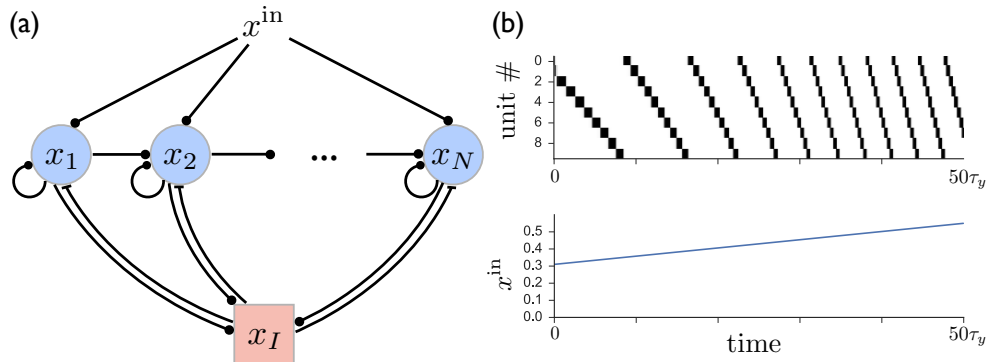 (a)
x^in
x_1
x_2
...
x_N
x_I
(b)
unit #
0
2
4
6
8
0
50τ_y
x^in
0.5
0.4
0.3
0.2
0.1
0.0
0
time
50τ_y